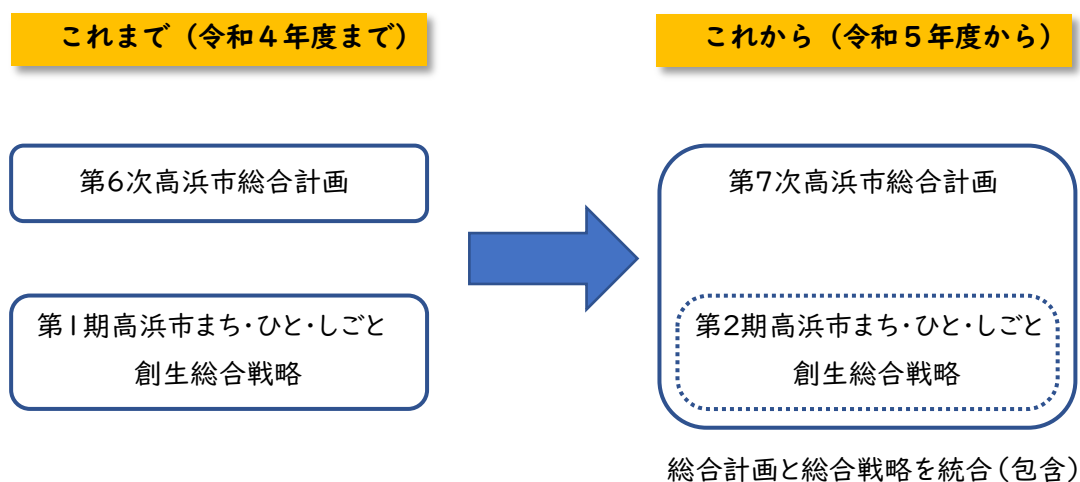 これまで（令和４年度まで）
これから（令和５年度から）
第6次高浜市総合計画
第1期高浜市まち・ひと・しごと
創生総合戦略
第7次高浜市総合計画
第2期高浜市まち・ひと・しごと
創生総合戦略
総合計画と総合戦略を統合（包含）